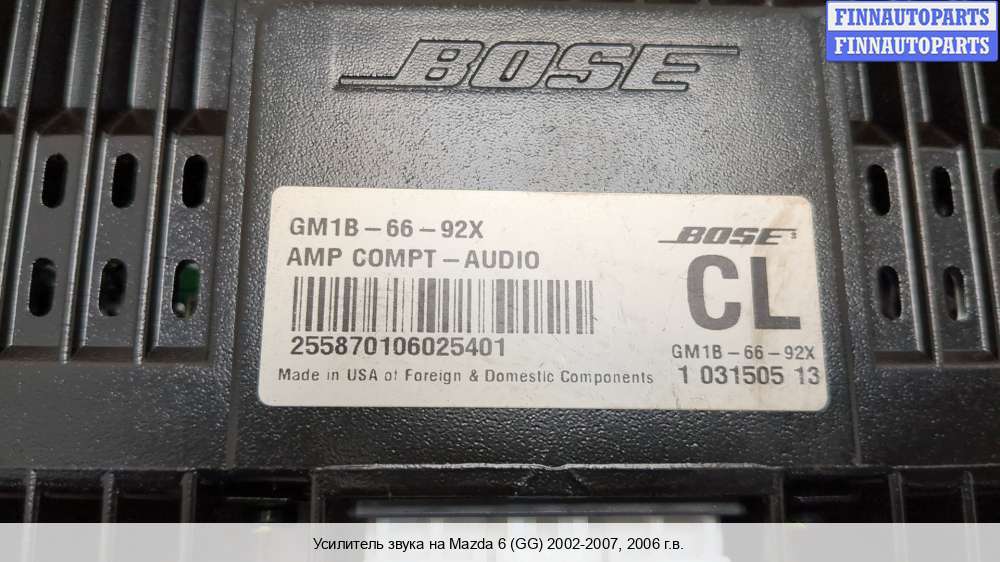 FINNAUTOPARTS
FINNAUTOPARTS
BOSE
GM1B-66-92X
AMP COMPT-AUDIO
255870106025401
Made in USA of Foreign & Domestic Components
BOSE
CL
GM1B-66-92X
1 031505 13
Усилитель звука на Mazda 6 (GG) 2002-2007, 2006 г.в.